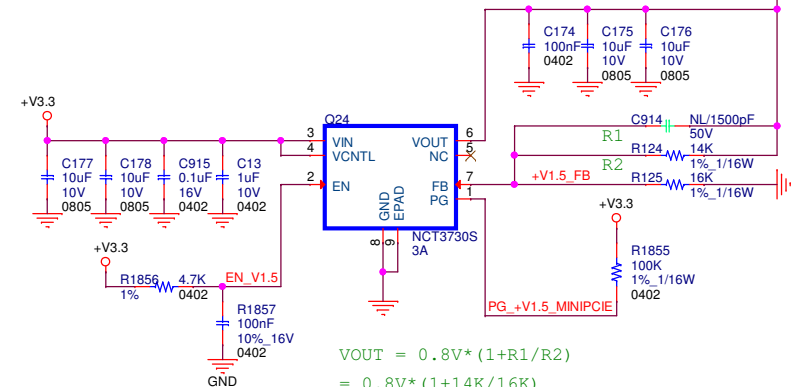 C174
100nF
0402
C175
10uF
10V
0805
C176
10uF
10V
0805
+V3.3
Q24
3
VIN
VOUT
6
4
VCNTL
NC
5
2
EN
FB
7
PG
1
GND
EPAD
8
9
NCT3730S
3A
C177
10uF
10V
0805
C178
10uF
10V
0805
C915
0.1uF
16V
0402
C13
1uF
10V
0402
C914
NL/1500pF
50V
R1
R124
14K
1%_1/16W
R2
+V1.5_FB
R125
16K
1%_1/16W
+V3.3
R1855
100K
1%_1/16W
0402
PG_+V1.5_MINIPCIE
+V3.3
R1856
4.7K
1%
0402
EN_V1.5
R1857
100nF
10%_16V
0402
GND
VOUT = 0.8V*(1+R1/R2)
= 0.8V*(1+14K/16K)